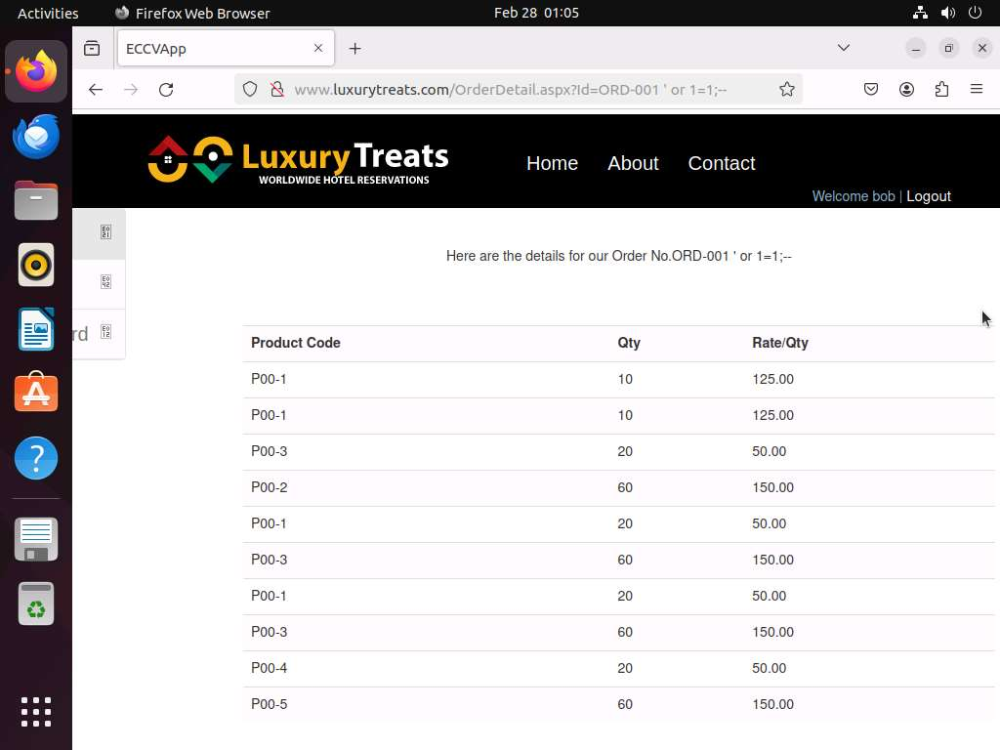 Activities Firefox Web Browser Feb 28 01:05
ECCVApp
www.luxurytreats.com/OrderDetail.aspx?Id=ORD-001 ' or 1=1;--
Luxury Treats
WORLDWIDE HOTEL RESERVATIONS
Home About Contact
Welcome bob | Logout
Here are the details for our Order No.ORD-001 ' or 1=1;--
rd
Product Code Qty Rate/Qty
P00-1 10 125.00
P00-1 10 125.00
P00-3 20 50.00
P00-2 60 150.00
P00-1 20 50.00
P00-3 60 150.00
P00-1 20 50.00
P00-3 60 150.00
P00-4 20 50.00
P00-5 60 150.00